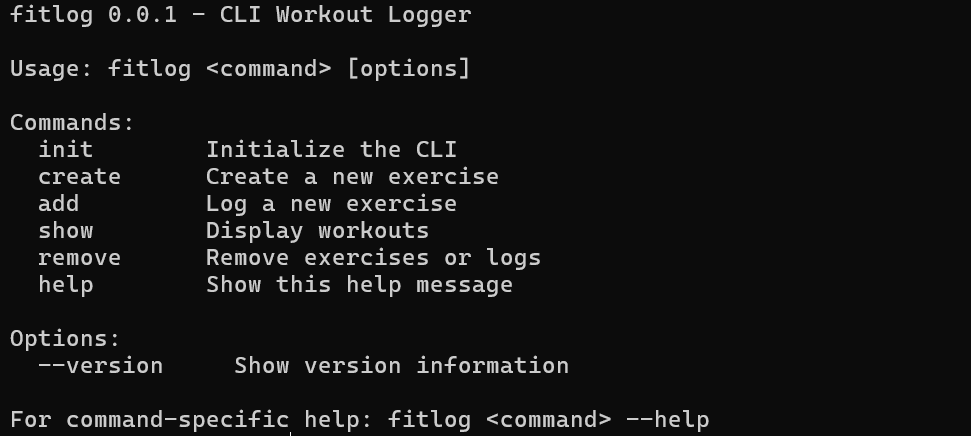 fitlog 0.0.1 - CLI Workout Logger
Usage: fitlog <command> [options]
Commands:
  init        Initialize the CLI
  create      Create a new exercise
  add         Log a new exercise
  show        Display workouts
  remove      Remove exercises or logs
  help        Show this help message
Options:
  --version     Show version information
For command-specific help: fitlog <command> --help